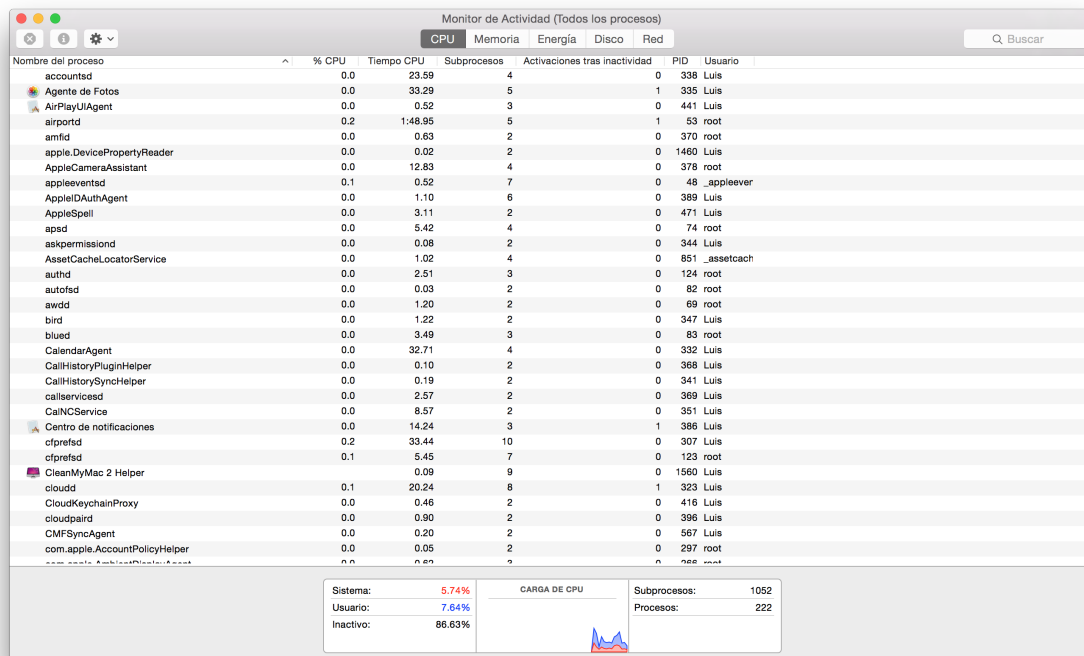 Monitor de Actividad (Todos los procesos)
CPU Memoria Energía Disco Red Buscar
Nombre del proceso % CPU Tiempo CPU Subprocesos Activaciones tras inactividad PID Usuario
accountsd 0.0 23.59 4 0 338 Luis
Agente de Fotos 0.0 33.29 5 1 335 Luis
AirPlayUIAgent 0.0 0.52 3 0 441 Luis
airportd 0.2 1:48.95 5 1 53 root
amfid 0.0 0.63 2 0 370 root
apple.DevicePropertyReader 0.0 0.02 2 0 1460 Luis
AppleCameraAssistant 0.0 12.83 4 0 378 root
appleeventsd 0.1 0.52 7 0 48 _appleever
AppleIDAuthAgent 0.0 1.10 6 0 389 Luis
AppleSpell 0.0 3.11 2 0 471 Luis
apsd 0.0 5.42 4 0 74 root
askpermissiond 0.0 0.08 2 0 344 Luis
AssetCacheLocatorService 0.0 1.02 4 0 851 _assetcach
authd 0.0 2.51 3 0 124 root
autofsd 0.0 0.03 2 0 82 root
awdd 0.0 1.20 2 0 69 root
bird 0.0 1.22 2 0 347 Luis
blued 0.0 3.49 3 0 83 root
CalendarAgent 0.0 32.71 4 0 332 Luis
CallHistoryPluginHelper 0.0 0.10 2 0 368 Luis
CallHistorySyncHelper 0.0 0.19 2 0 341 Luis
callservicesd 0.0 2.57 2 0 369 Luis
CalNCService 0.0 8.57 2 0 351 Luis
Centro de notificaciones 0.0 14.24 3 1 386 Luis
cfprefsd 0.2 33.44 10 0 307 Luis
cfprefsd 0.1 5.45 7 0 123 root
CleanMyMac 2 Helper 0.0 0.09 9 0 1560 Luis
cloudd 0.1 20.24 8 1 323 Luis
CloudKeychainProxy 0.0 0.46 2 0 416 Luis
cloudpaird 0.0 0.90 2 0 396 Luis
CMFSyncAgent 0.0 0.20 2 0 567 Luis
com.apple.AccountPolicyHelper 0.0 0.05 2 0 297 root
com.apple.AmbientDisplayAgent 0.0 0.62 root
Sistema: 5.74% CARGA DE CPU Subprocesos: 1052
Usuario: 7.64% Procesos: 222
Inactivo: 86.63%